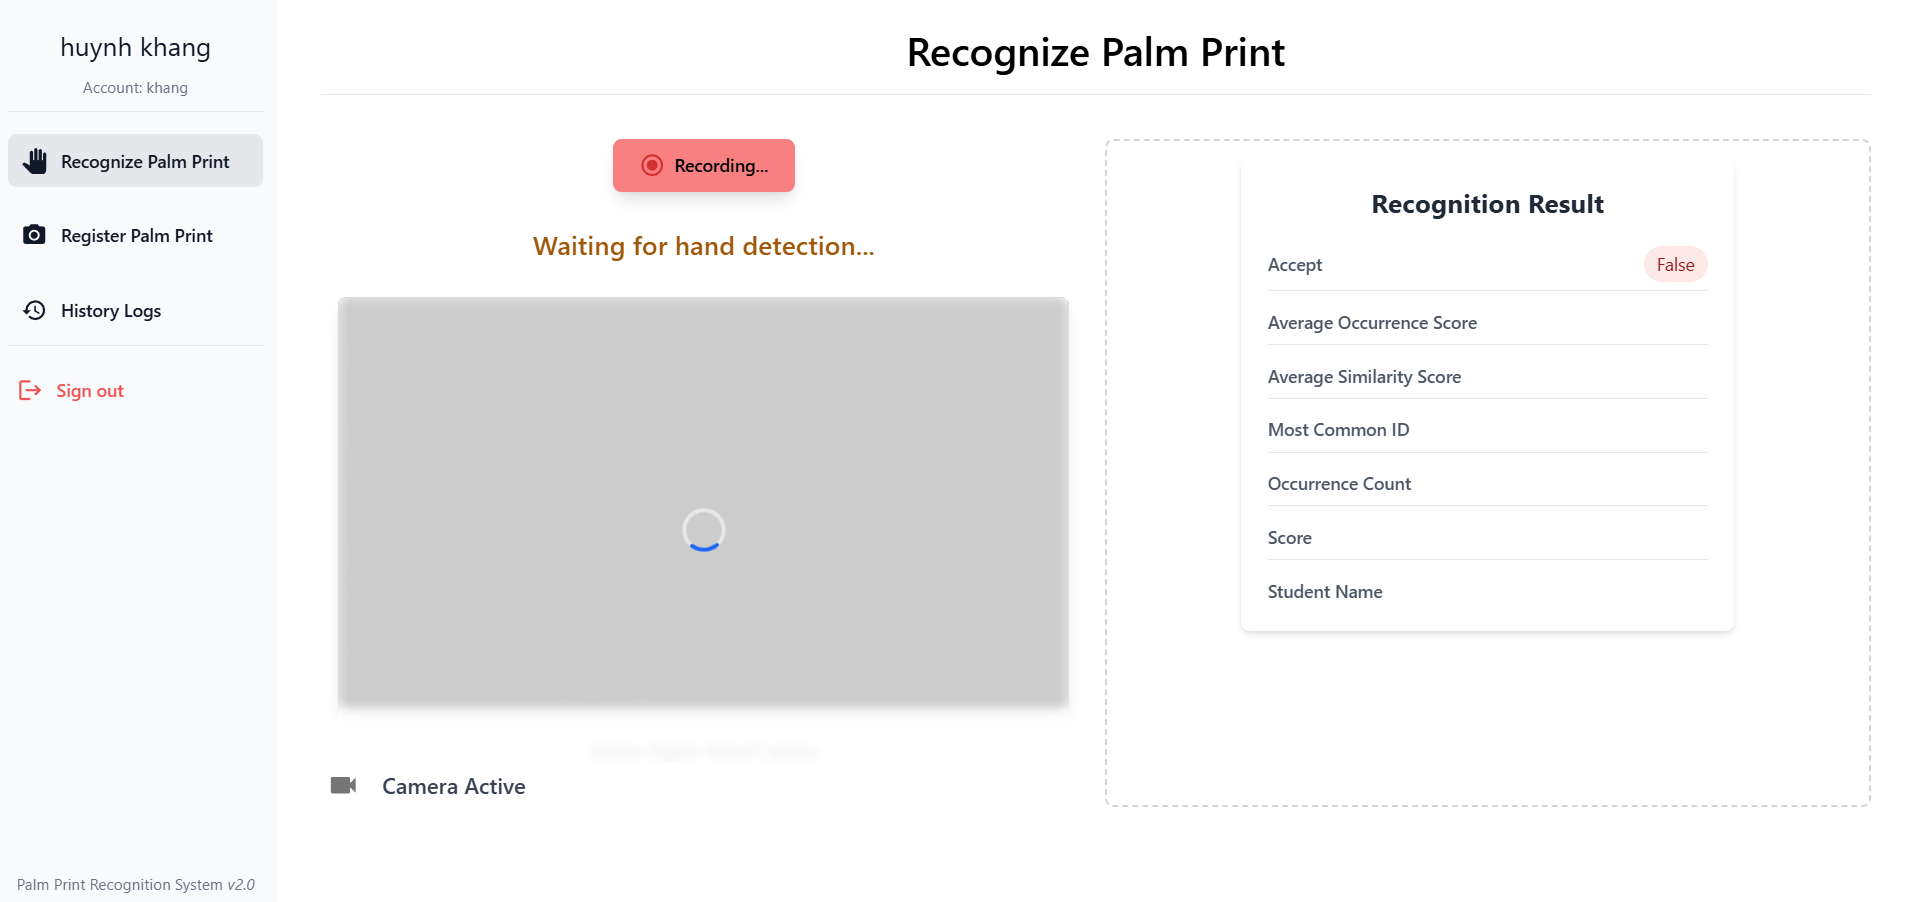 huynh khang
Account: khang
Recognize Palm Print
Register Palm Print
History Logs
Sign out
Palm Print Recognition System v2.0
Recognize Palm Print
Recording...
Waiting for hand detection...
Camera Active
Recognition Result
Accept False
Average Occurrence Score
Average Similarity Score
Most Common ID
Occurrence Count
Score
Student Name